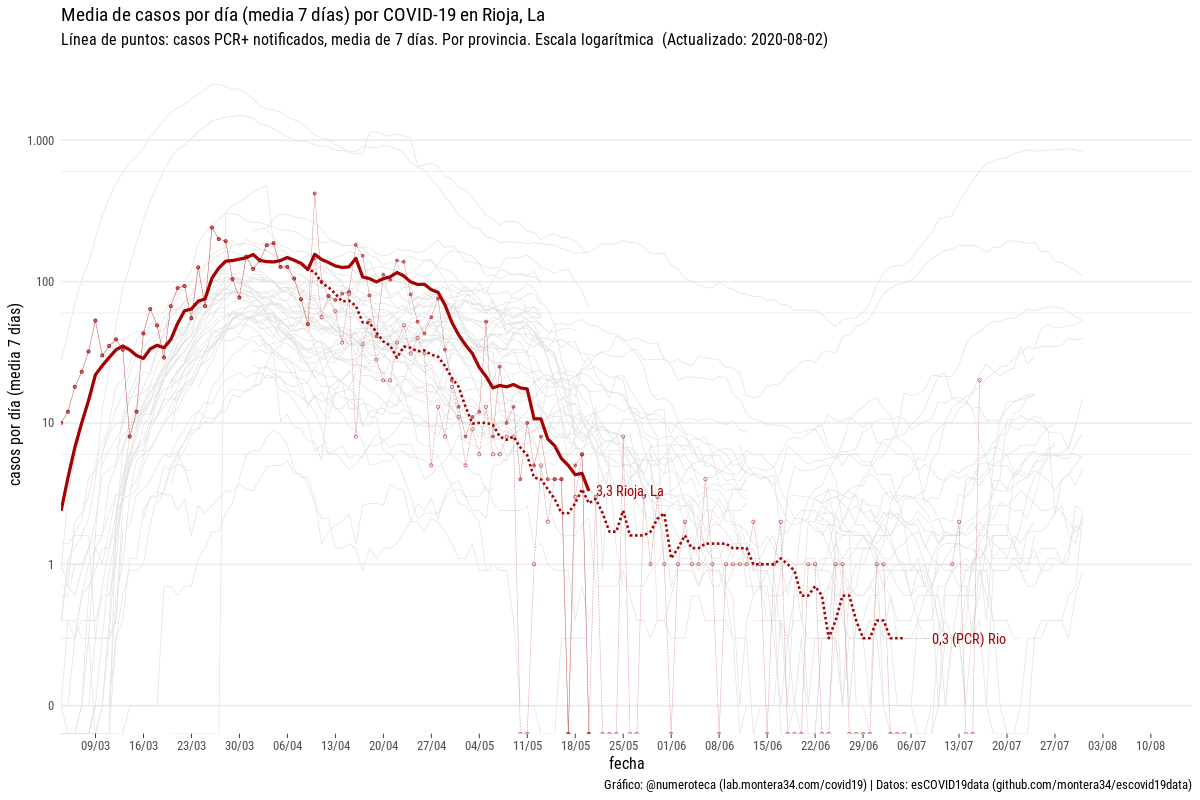 Media de casos por día (media 7 días) por COVID-19 en Rioja, La
Línea de puntos: casos PCR+ notificados, media de 7 días. Por provincia. Escala logarítmica  (Actualizado: 2020-08-02)
casos por día (media 7 días)
1.000
100
10
1
0
3,3 Rioja, La
0,3 (PCR) Rio
09/03 16/03 23/03 30/03 06/04 13/04 20/04 27/04 04/05 11/05 18/05 25/05 01/06 08/06 15/06 22/06 29/06 06/07 13/07 20/07 27/07 03/08 10/08
fecha
Gráfico: @numeroteca (lab.montera34.com/covid19) | Datos: esCOVID19data (github.com/montera34/escovid19data)